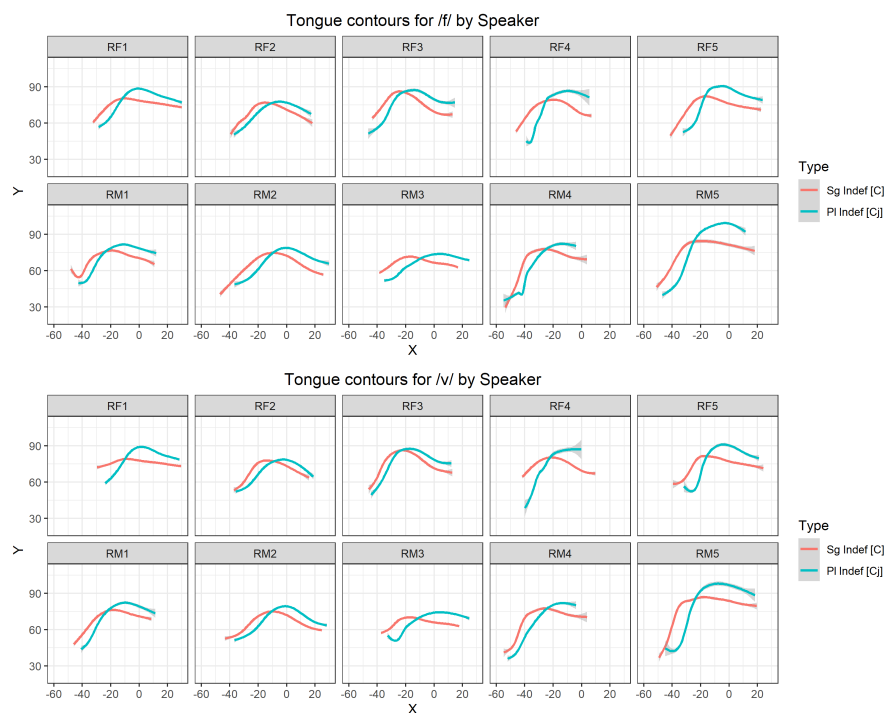 Tongue contours for /f/ by Speaker
RF1 RF2 RF3 RF4 RF5
90
60
30
Y
RM1 RM2 RM3 RM4 RM5
90
60
30
-60 -40 -20 0 20 -60 -40 -20 0 20 -60 -40 -20 0 20 -60 -40 -20 0 20 -60 -40 -20 0 20
X
Type
Sg Indef [C]
Pl Indef [Cj]
Tongue contours for /v/ by Speaker
RF1 RF2 RF3 RF4 RF5
90
60
30
Y
RM1 RM2 RM3 RM4 RM5
90
60
30
-60 -40 -20 0 20 -60 -40 -20 0 20 -60 -40 -20 0 20 -60 -40 -20 0 20 -60 -40 -20 0 20
X
Type
Sg Indef [C]
Pl Indef [Cj]